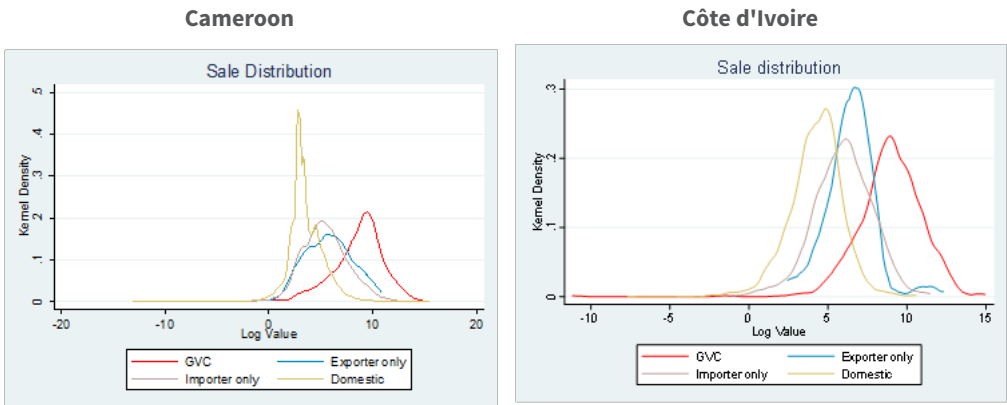 Cameroon
Sale Distribution
Kernel Density
.5
.4
.3
.2
.1
0
-20
-10
0
10
20
Log Value
GVC
Exporter only
Importer only
Domestic
Côte d'Ivoire
Sale distribution
Kernel Density
.3
.2
.1
0
-10
-5
0
5
10
15
Log Value
GVC
Exporter only
Importer only
Domestic